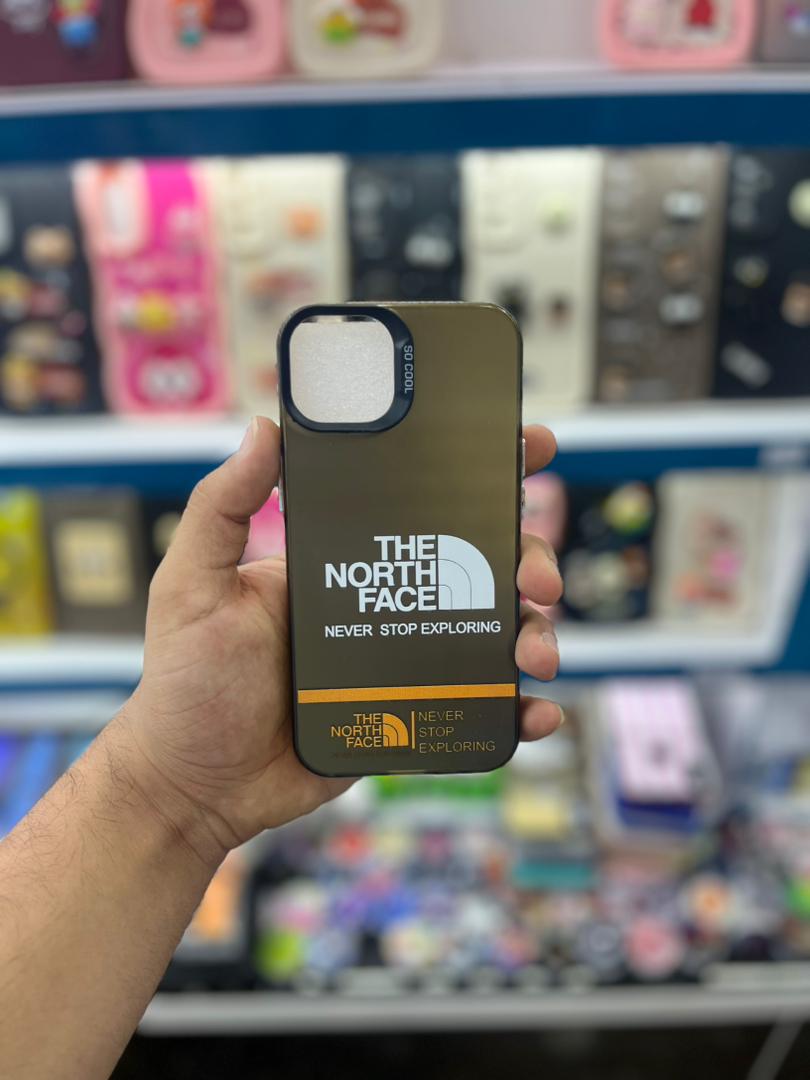 SO COOL
THE
NORTH
FACE
NEVER STOP EXPLORING
THE
NORTH
FACE
NEVER
STOP
EXPLORING